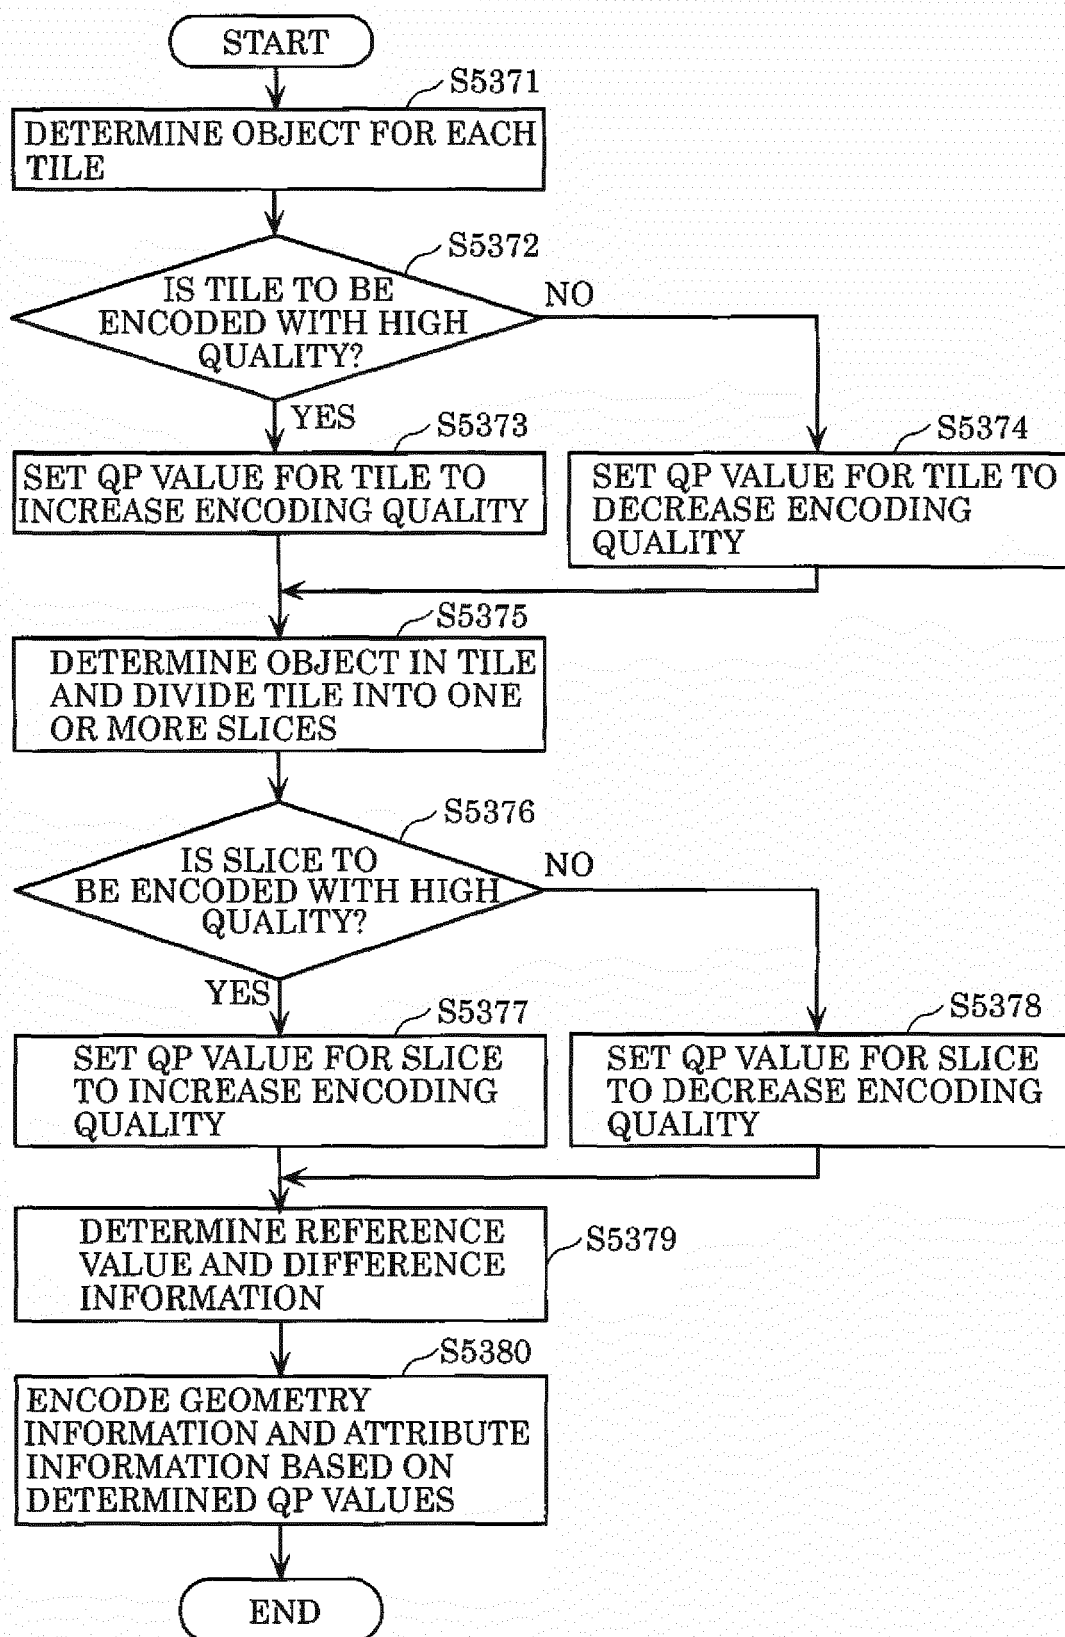 START
S5371
DETERMINE OBJECT FOR EACH
TILE
S5372
IS TILE TO BE
ENCODED WITH HIGH
QUALITY?
NO
YES
S5373
SET QP VALUE FOR TILE TO
INCREASE ENCODING QUALITY
S5374
SET QP VALUE FOR TILE TO
DECREASE ENCODING
QUALITY
S5375
DETERMINE OBJECT IN TILE
AND DIVIDE TILE INTO ONE
OR MORE SLICES
S5376
IS SLICE TO
BE ENCODED WITH HIGH
QUALITY?
NO
YES
S5377
SET QP VALUE FOR SLICE
TO INCREASE ENCODING
QUALITY
S5378
SET QP VALUE FOR SLICE
TO DECREASE ENCODING
QUALITY
DETERMINE REFERENCE
VALUE AND DIFFERENCE
INFORMATION
S5379
S5380
ENCODE GEOMETRY
INFORMATION AND ATTRIBUTE
INFORMATION BASED ON
DETERMINED QP VALUES
END